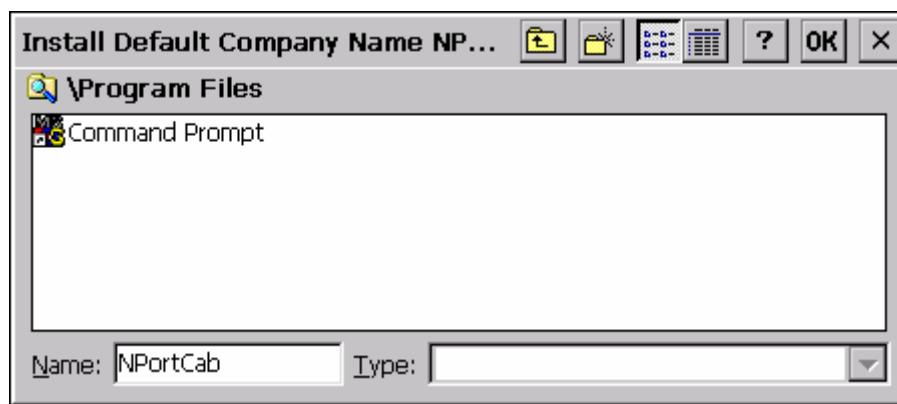 Install Default Company Name NP... ? OK ×
\Program Files
Command Prompt
Name: NPortCab Type: